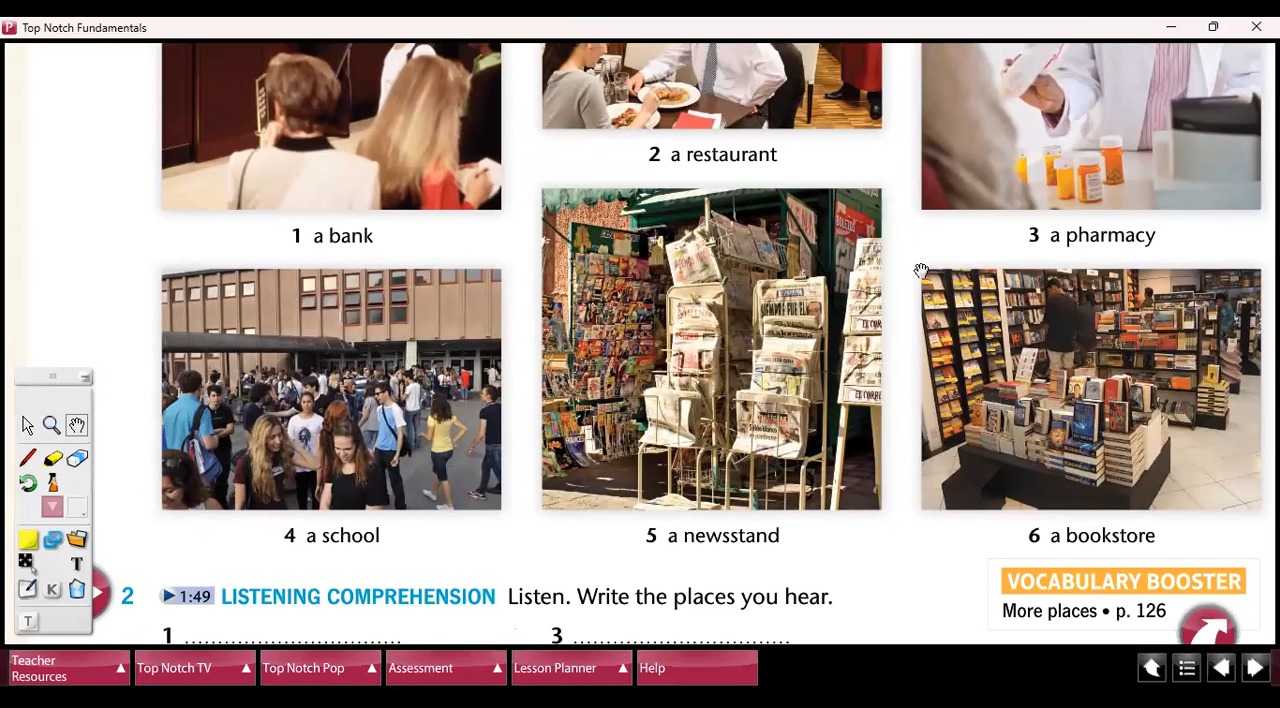 Top Notch Fundamentals
2 a restaurant
1 a bank
3 a pharmacy
4 a school
5 a newsstand
6 a bookstore
2 1:49 LISTENING COMPREHENSION Listen. Write the places you hear.
VOCABULARY BOOSTER
More places • p. 126
1 ................................. 3 .................................
Teacher
Resources
Top Notch TV
Top Notch Pop
Assessment
Lesson Planner
Help